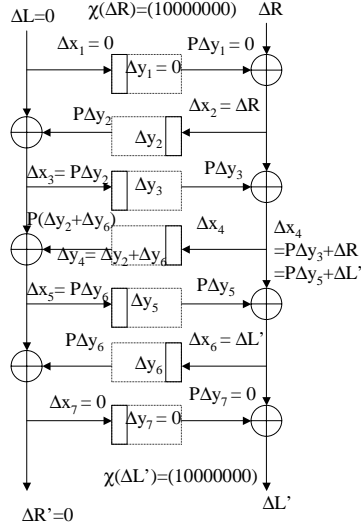 ΔL=0
χ(ΔR)=(10000000)
ΔR
Δx1 = 0
Δy1 = 0
PΔy1 = 0
PΔy2
Δy2
Δx2 = ΔR
Δx3= PΔy2
Δy3
PΔy3
P(Δy2+Δy6)
Δy4= Δy2+Δy6
Δx4
Δx4
=PΔy3+ΔR
=PΔy5+ΔL’
Δx5= PΔy6
Δy5
PΔy5
PΔy6
Δy6
Δx6 = ΔL’
Δx7 = 0
Δy7 = 0
PΔy7 = 0
χ(ΔL’)=(10000000)
ΔR’=0
ΔL’